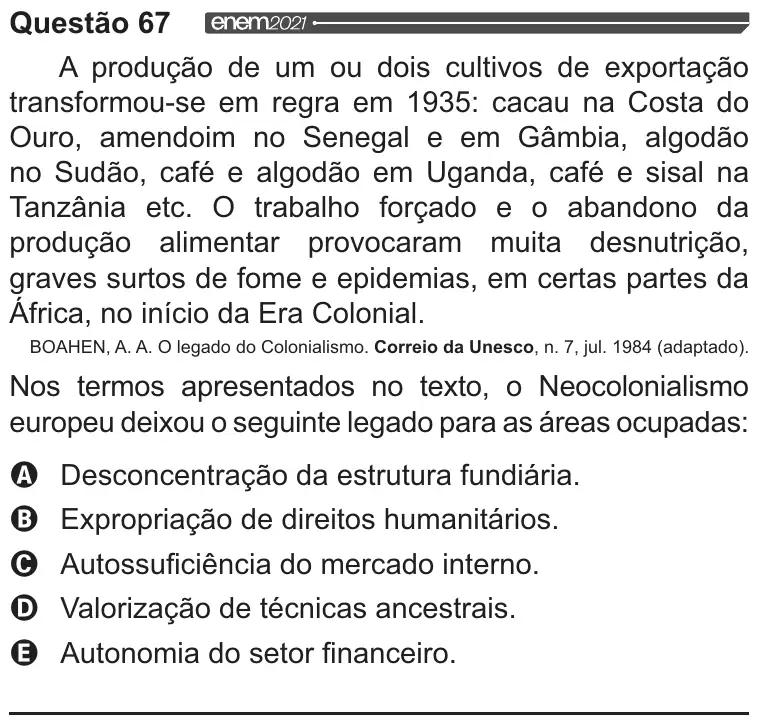 Questão 67 enem2021
A produção de um ou dois cultivos de exportação
transformou-se em regra em 1935: cacau na Costa do
Ouro, amendoim no Senegal e em Gâmbia, algodão
no Sudão, café e algodão em Uganda, café e sisal na
Tanzânia etc. O trabalho forçado e o abandono da
produção alimentar provocaram muita desnutrição,
graves surtos de fome e epidemias, em certas partes da
África, no início da Era Colonial.
BOAHEN, A. A. O legado do Colonialismo. Correio da Unesco, n. 7, jul. 1984 (adaptado).
Nos termos apresentados no texto, o Neocolonialismo
europeu deixou o seguinte legado para as áreas ocupadas:
A Desconcentração da estrutura fundiária.
B Expropriação de direitos humanitários.
C Autossuficiência do mercado interno.
D Valorização de técnicas ancestrais.
E Autonomia do setor financeiro.